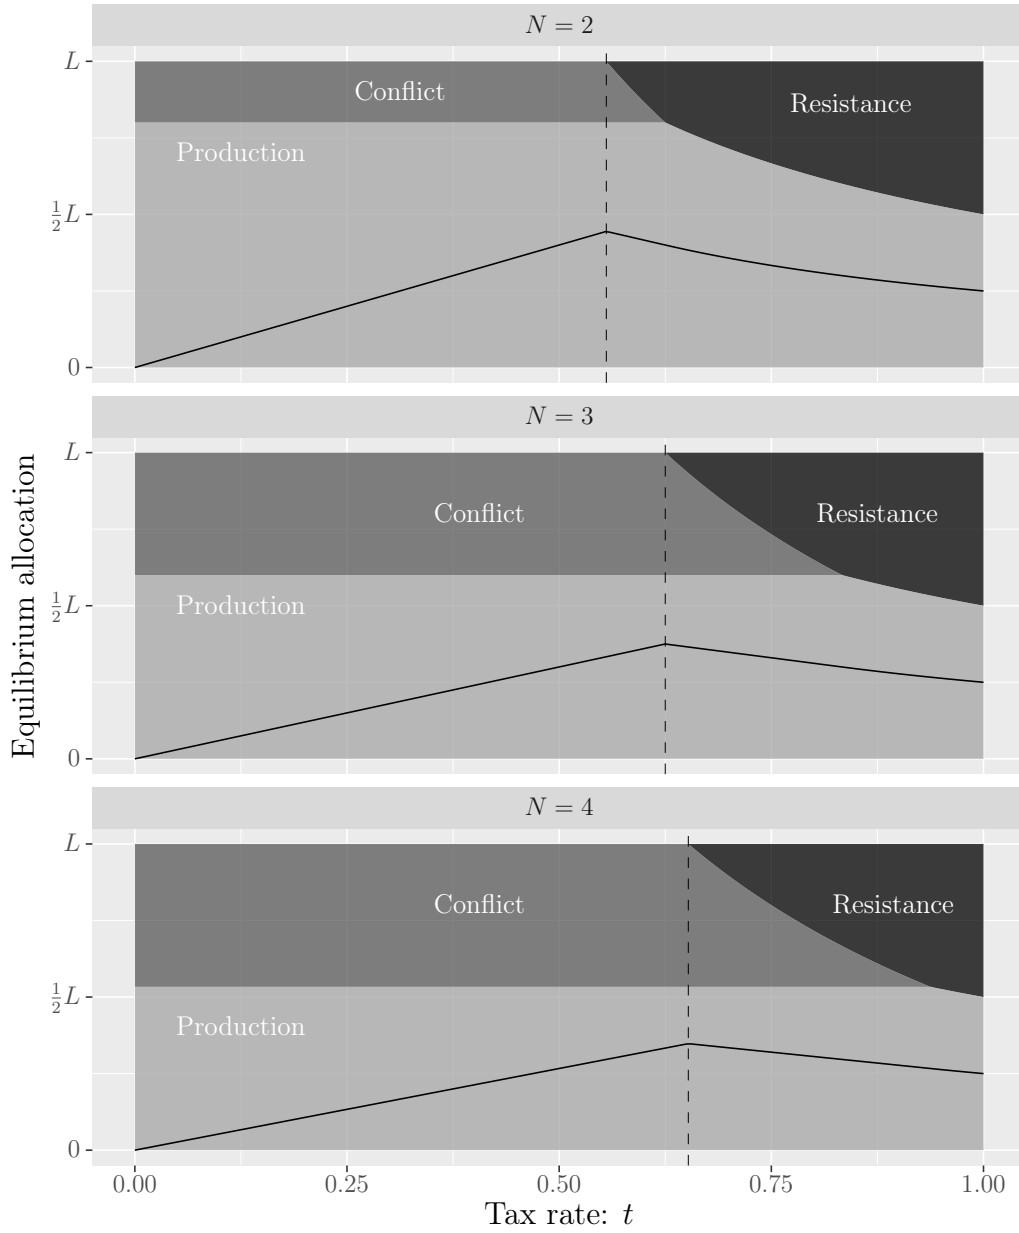 N = 2
L
Conflict
Resistance
Production
½L
0
N = 3
L
Conflict
Resistance
Production
½L
0
N = 4
L
Conflict
Resistance
Production
½L
0
Equilibrium allocation
0.00 0.25 0.50 0.75 1.00
Tax rate: t